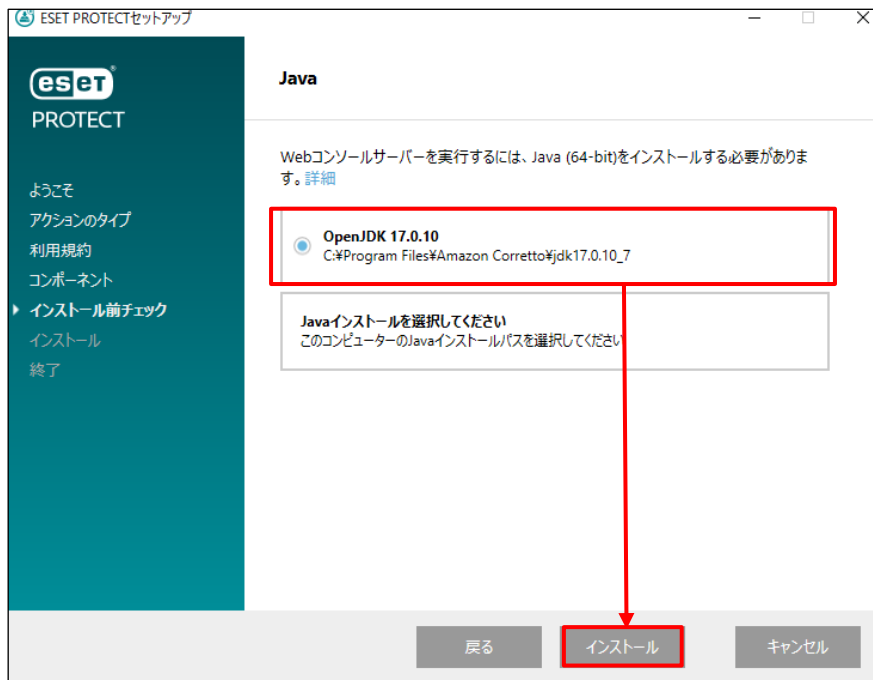 ESET PROTECTセットアップ
eseT
PROTECT
ようこそ
アクションのタイプ
利用規約
コンポーネント
インストール前チェック
インストール
終了
Java
Webコンソールサーバーを実行するには、Java (64-bit)をインストールする必要がありま
す。詳細
OpenJDK 17.0.10
C:¥Program Files¥Amazon Corretto¥jdk17.0.10_7
Javaインストールを選択してください
このコンピューターのJavaインストールパスを選択してください
戻る
インストール
キャンセル